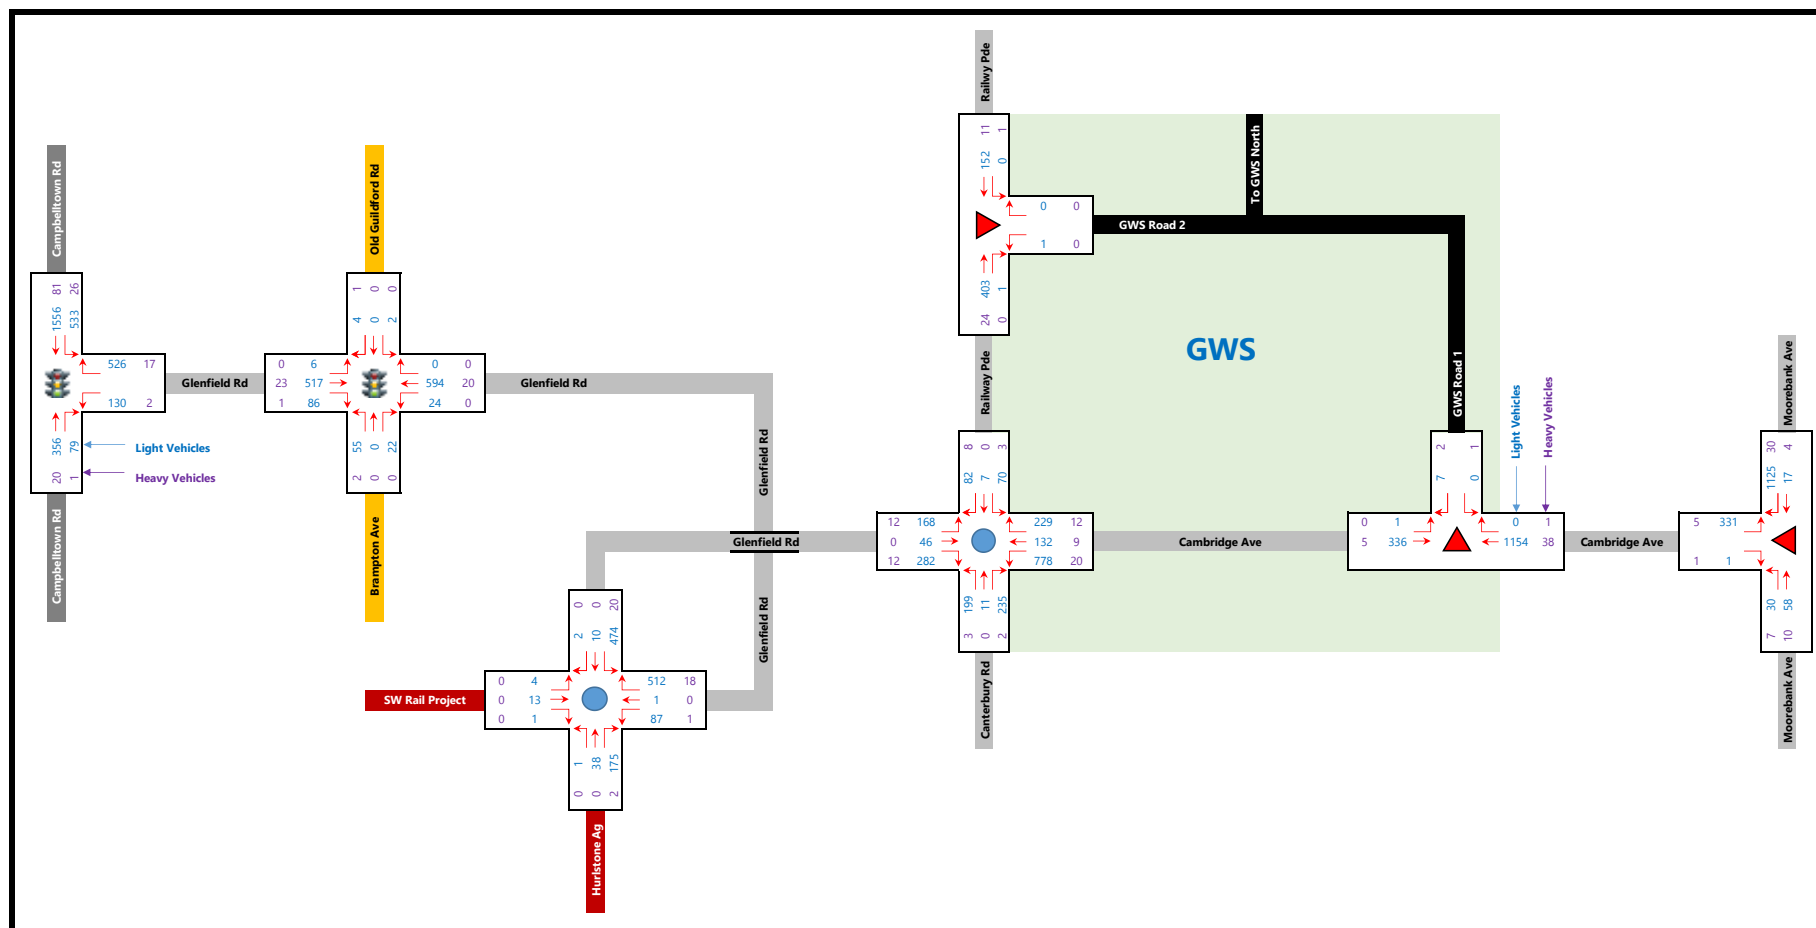 Railwy Pde
11 1
152 0
0 0
1 0
403 1
24 0
To GWS North
GWS Road 2
GWS
GWS Road 1
Railway Pde
Campbelltown Rd
81 26
1556 533
526 17
130 2
356 79
20 1
Light Vehicles
Heavy Vehicles
Campbelltown Rd
Glenfield Rd
Old Guildford Rd
1 0 0
4 0 2
0 6
23 517
1 86
0 0
594 20
24 0
55 0 22
2 0 0
Brampton Ave
Glenfield Rd
Glenfield Rd
Glenfield Rd
Glenfield Rd
0 0 20
2 10 474
0 4
0 13
0 1
512 18
1 0
87 1
1 38 175
0 0 2
SW Rail Project
Hurlstone Ag
8 0 3
82 7 70
12 168
0 46
12 282
229 12
132 9
778 20
199 11 235
3 0 2
Canterbury Rd
Cambridge Ave
2 1
7 0
0 1
5 336
0 1
1154 38
Light Vehicles
Heavy Vehicles
Cambridge Ave
Moorebank Ave
30 4
1125 17
5 331
1 1
30 58
7 10
Moorebank Ave